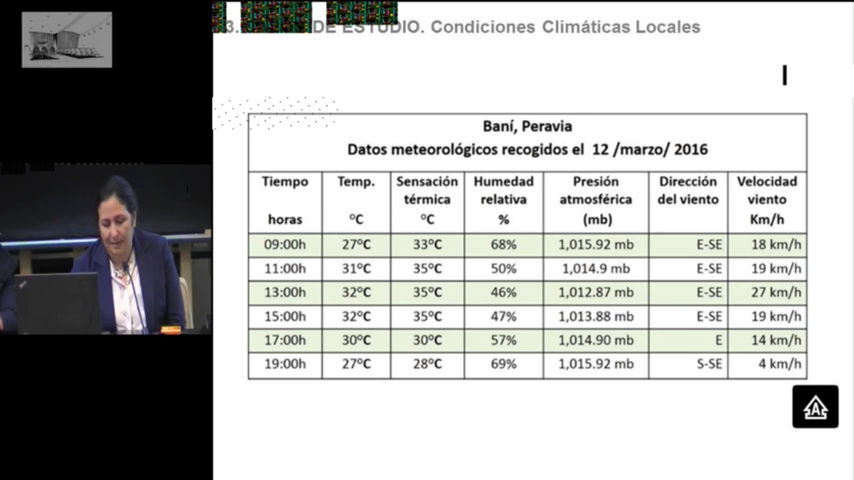 3. DE ESTUDIO. Condiciones Climáticas Locales
I
Baní, Peravia
Datos meteorológicos recogidos el 12 /marzo/ 2016
Tiempo horas Temp. ºC Sensación térmica ºC Humedad relativa % Presión atmosférica (mb) Dirección del viento Velocidad viento Km/h
09:00h 27ºC 33ºC 68% 1,015.92 mb E-SE 18 km/h
11:00h 31ºC 35ºC 50% 1,014.9 mb E-SE 19 km/h
13:00h 32ºC 35ºC 46% 1,012.87 mb E-SE 27 km/h
15:00h 32ºC 35ºC 47% 1,013.88 mb E-SE 19 km/h
17:00h 30ºC 30ºC 57% 1,014.90 mb E 14 km/h
19:00h 27ºC 28ºC 69% 1,015.92 mb S-SE 4 km/h
A